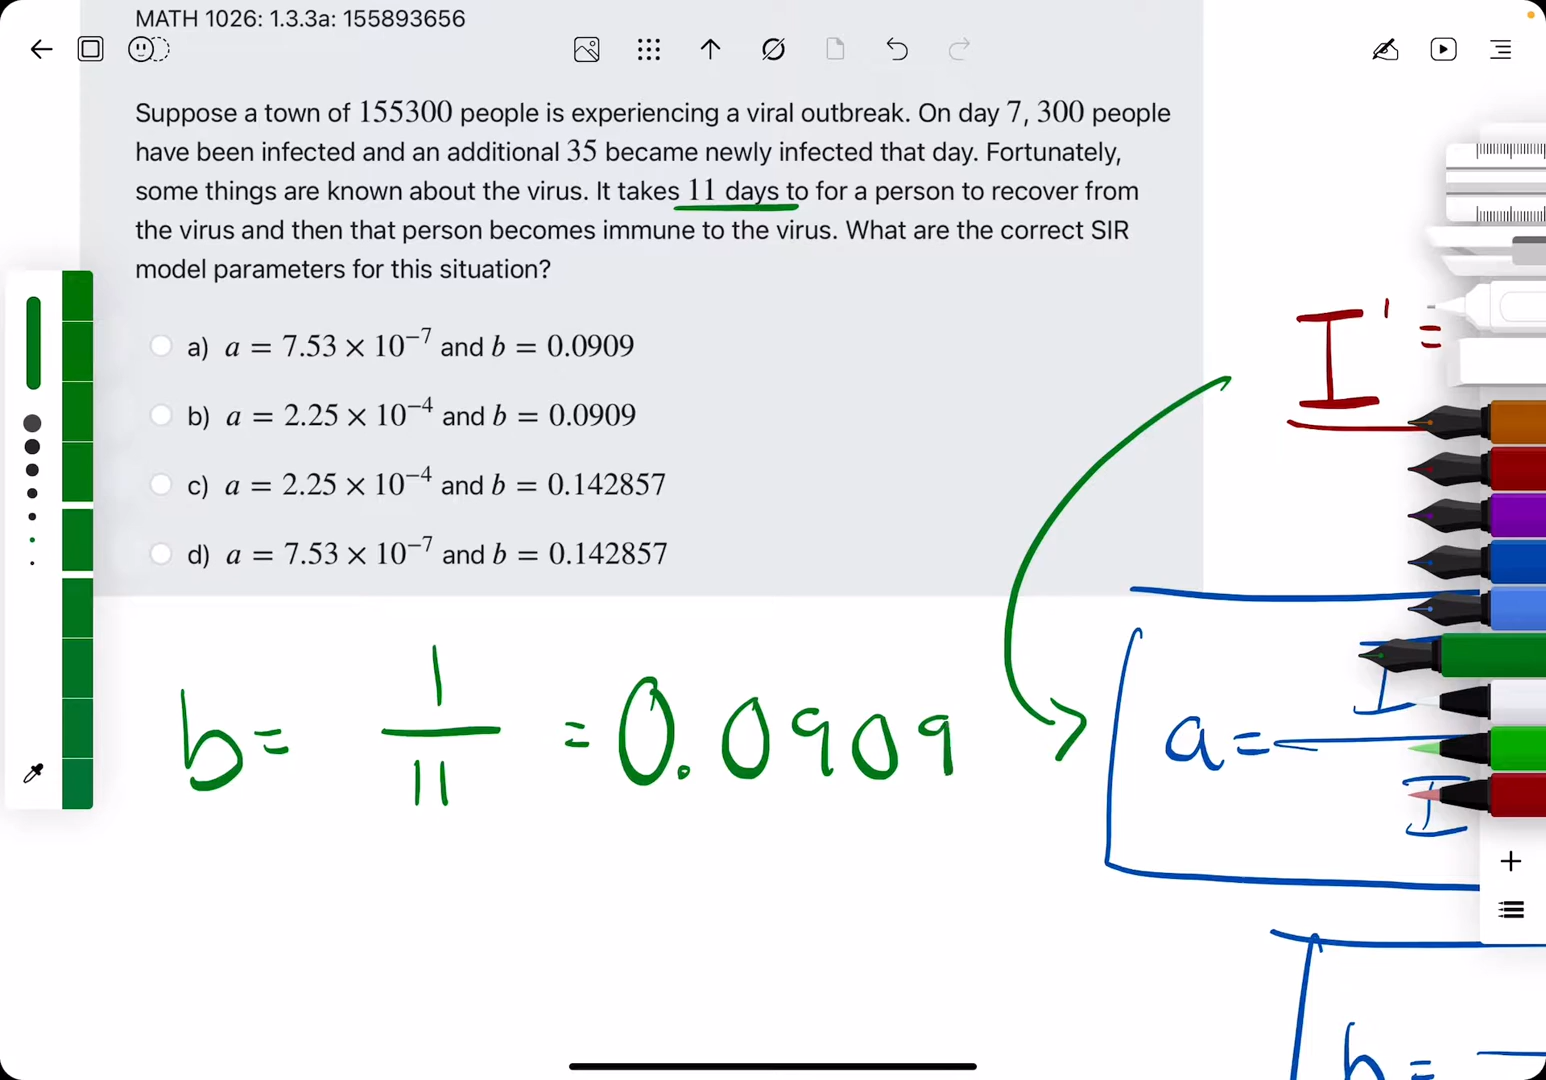 MATH 1026: 1.3.3a: 155893656
Suppose a town of 155300 people is experiencing a viral outbreak. On day 7, 300 people
have been infected and an additional 35 became newly infected that day. Fortunately,
some things are known about the virus. It takes 11 days to for a person to recover from
the virus and then that person becomes immune to the virus. What are the correct SIR
model parameters for this situation?
a) a = 7.53 × 10⁻⁷ and b = 0.0909
b) a = 2.25 × 10⁻⁴ and b = 0.0909
c) a = 2.25 × 10⁻⁴ and b = 0.142857
d) a = 7.53 × 10⁻⁷ and b = 0.142857
I' =
b = 1/11 = 0.0909
a = I/I
b =